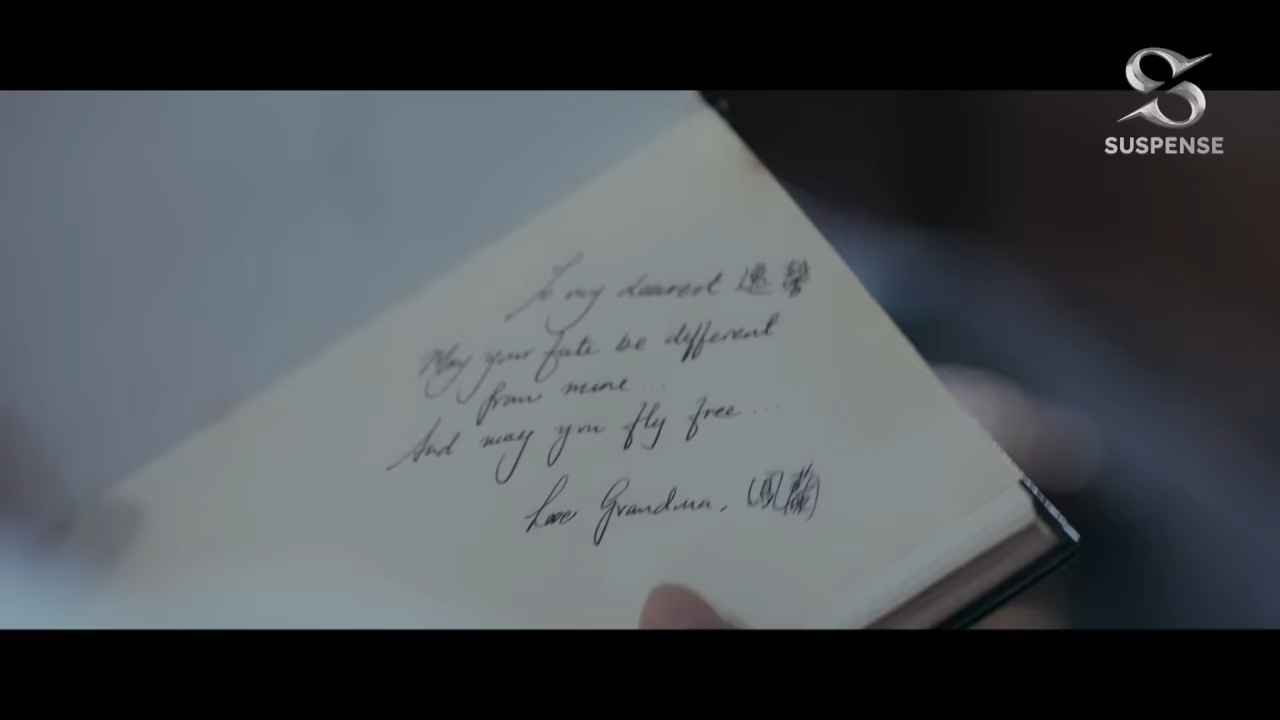 SUSPENSE
To my dearest
May your fate be different
from mine...
And may you fly free...
Love Grandma,